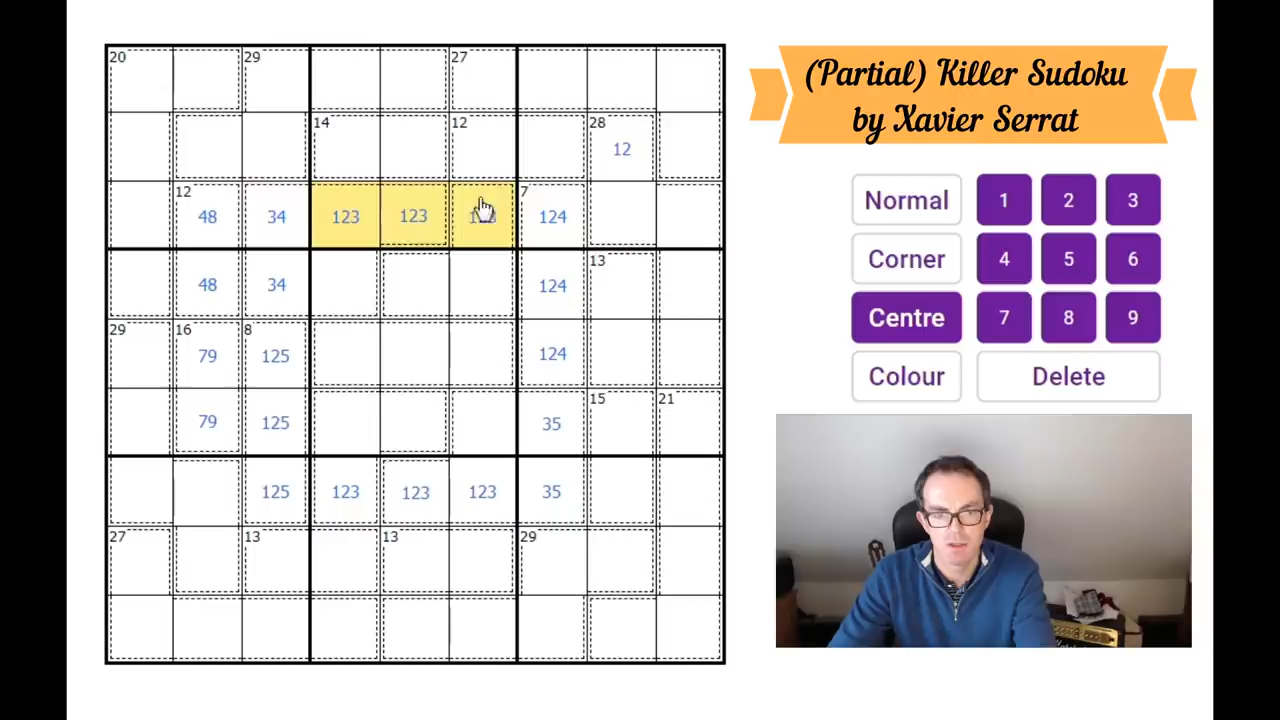 (Partial) Killer Sudoku
by Xavier Serrat
20 29 27
14 12 28
12
12 7
48 34 123 123 124
13
48 34 124
29 16 8
79 125 124
15 21
79 125 35
125 123 123 123 35
27 13 13 29
Normal 1 2 3
Corner 4 5 6
Centre 7 8 9
Colour Delete